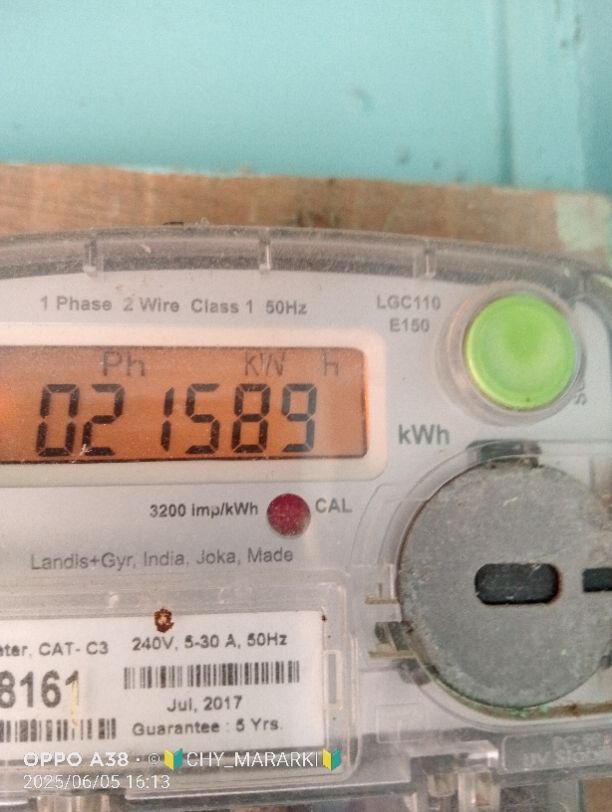 1 Phase 2 Wire Class 1 50Hz
LGC110
E150
Ph KW h
021589
kWh
3200 imp/kWh CAL
Landis+Gyr, India, Joka, Made
CAT- C3 240V, 5-30 A, 50Hz
8161
Jul, 2017
Guarantee : 5 Yrs.
OPPO A38 · ©🔰CHY_MARARKI🔰
2025/06/05 16:13